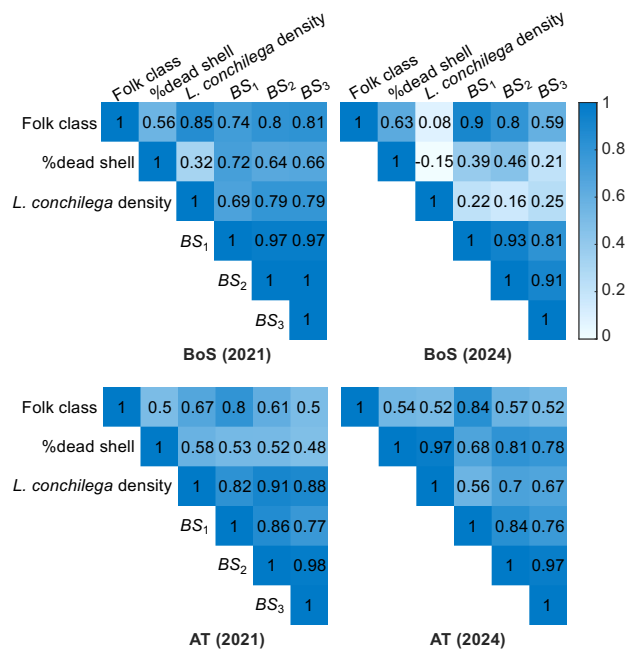 Folk class %dead shell L. conchilega density BS1 BS2 BS3
Folk class %dead shell L. conchilega density BS1 BS2 BS3
Folk class 1 0.56 0.85 0.74 0.8 0.81
%dead shell 1 0.32 0.72 0.64 0.66
L. conchilega density 1 0.69 0.79 0.79
BS1 1 0.97 0.97
BS2 1 1
BS3 1
BoS (2021)
1 0.63 0.08 0.9 0.8 0.59
1 -0.15 0.39 0.46 0.21
1 0.22 0.16 0.25
1 0.93 0.81
1 0.91
1
BoS (2024)
1
0.8
0.6
0.4
0.2
0
Folk class 1 0.5 0.67 0.8 0.61 0.5
%dead shell 1 0.58 0.53 0.52 0.48
L. conchilega density 1 0.82 0.91 0.88
BS1 1 0.86 0.77
BS2 1 0.98
BS3 1
AT (2021)
1 0.54 0.52 0.84 0.57 0.52
1 0.97 0.68 0.81 0.78
1 0.56 0.7 0.67
1 0.84 0.76
1 0.97
1
AT (2024)